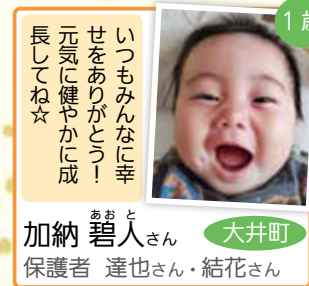 1歳
いつもみんなに幸
せをありがとう！
元気に健やかに成
長してね☆
あお と
加納 碧人さん
大井町
保護者 達也さん・結花さん